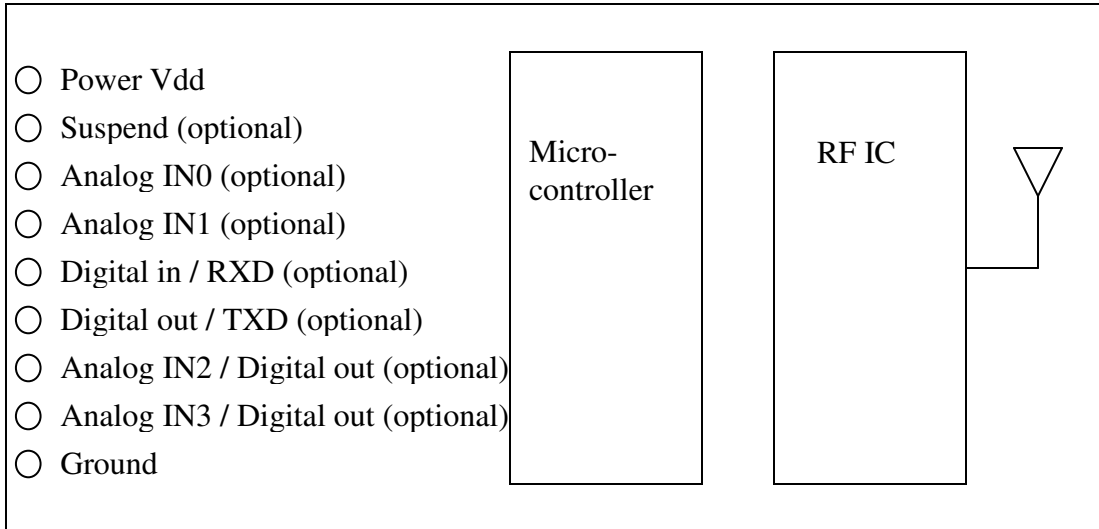 Power Vdd
Suspend (optional)
Analog IN0 (optional)
Analog IN1 (optional)
Digital in / RXD (optional)
Digital out / TXD (optional)
Analog IN2 / Digital out (optional)
Analog IN3 / Digital out (optional)
Ground
Micro-
controller
RF IC